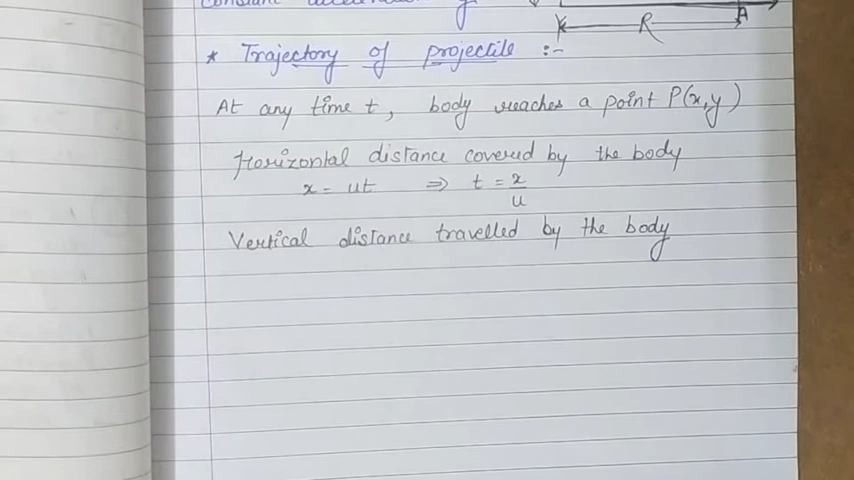 R A
* Trajectory of projectile :-
At any time t, body reaches a point P(x,y)
Horizontal distance covered by the body
x = ut ⇒ t = x/u
Vertical distance travelled by the body